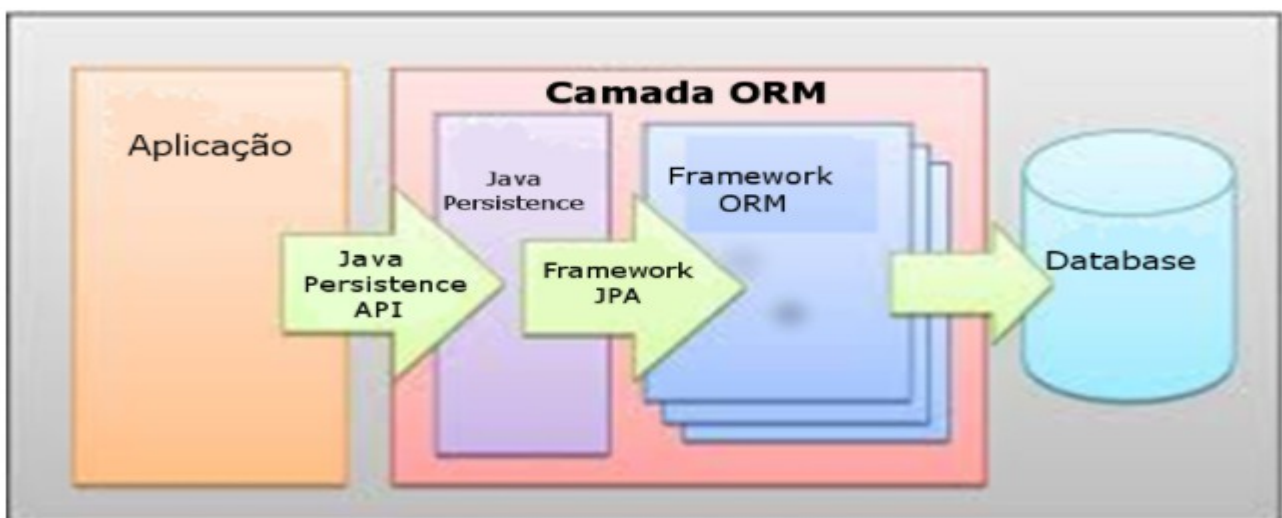 Camada ORM
Aplicação
Java
Persistence
Framework
ORM
Java
Persistence
API
Framework
JPA
Database